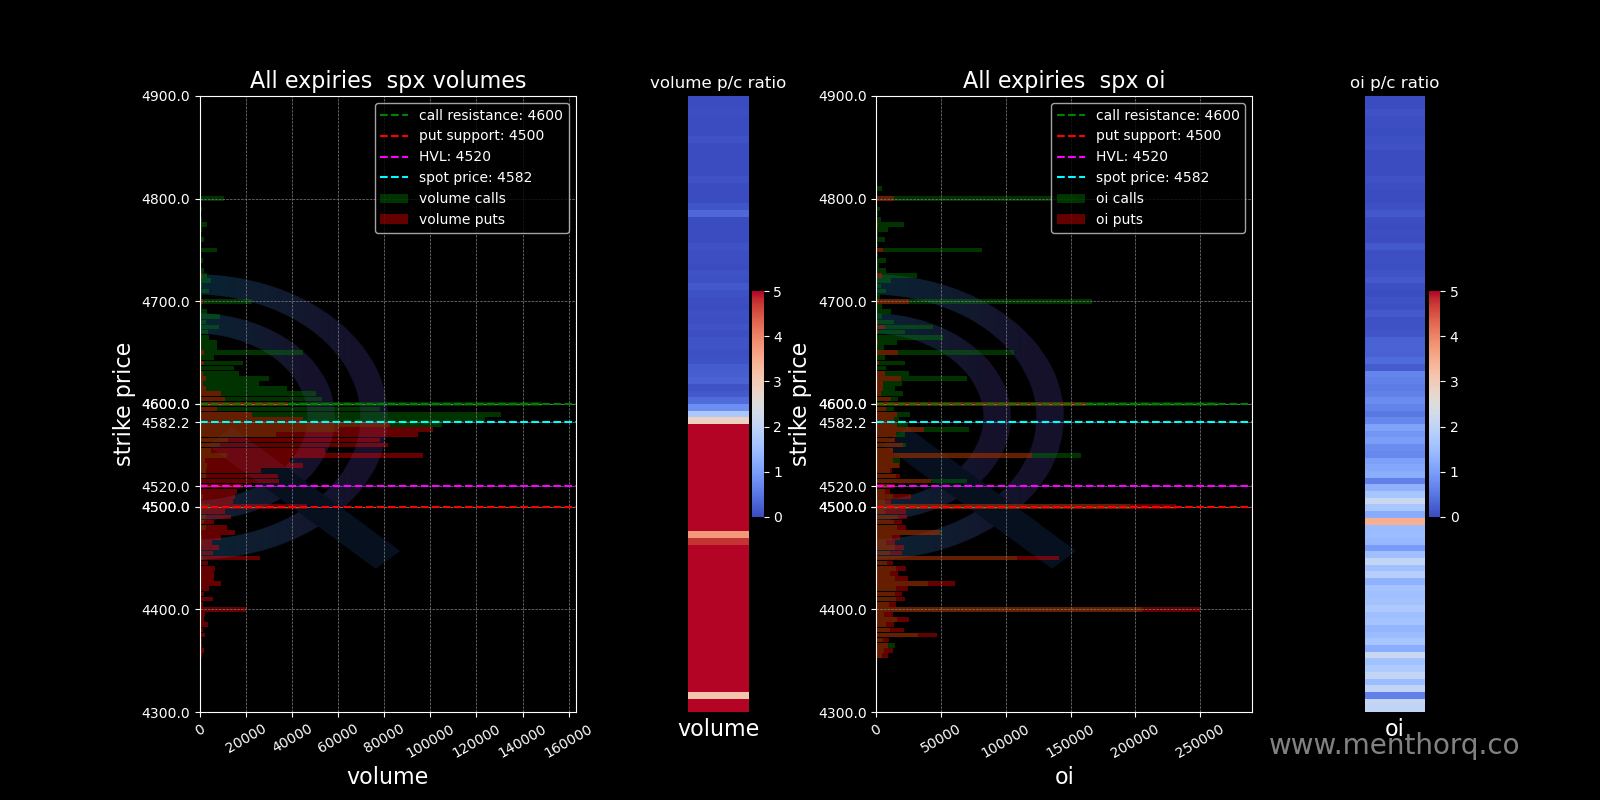 All expiries  spx volumes
4900.0
4800.0
4700.0
4600.0
4582.2
4520.0
4500.0
4400.0
4300.0
strike price
call resistance: 4600
put support: 4500
HVL: 4520
spot price: 4582
volume calls
volume puts
0
20000
40000
60000
80000
100000
120000
140000
160000
volume
volume p/c ratio
5
4
3
2
1
0
volume
All expiries  spx oi
4900.0
4800.0
4700.0
4600.0
4582.2
4520.0
4500.0
4400.0
4300.0
strike price
call resistance: 4600
put support: 4500
HVL: 4520
spot price: 4582
oi calls
oi puts
0
50000
100000
150000
200000
250000
oi
oi p/c ratio
5
4
3
2
1
0
oi
www.menthorq.co